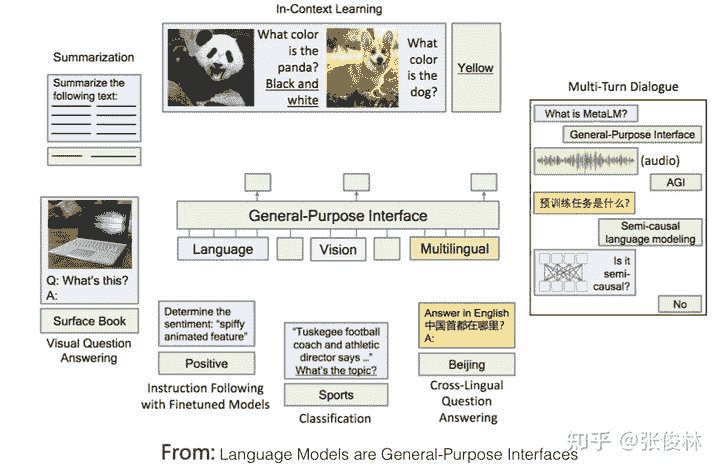 In-Context Learning
What color
is the
panda?
Black and
white
What
color
is the
dog?
Yellow
Summarization
Summarize the
following text:
Multi-Turn Dialogue
What is MetaLM?
General-Purpose Interface
(audio)
AGI
预训练任务是什么?
Semi-causal
language modeling
Is it
semi-
causal?
No
General-Purpose Interface
Language
Vision
Multilingual
Q: What's this?
A:
Surface Book
Visual Question
Answering
Determine the
sentiment: "spiffy
animated feature"
Positive
Instruction Following
with Finetuned Models
"Tuskegee football
coach and athletic
director says ..."
What's the topic?
Sports
Classification
Answer in English
中国首都在哪里?
A:
Beijing
Cross-Lingual
Question
Answering
From: Language Models are General-Purpose Interfaces
知乎 @张俊林